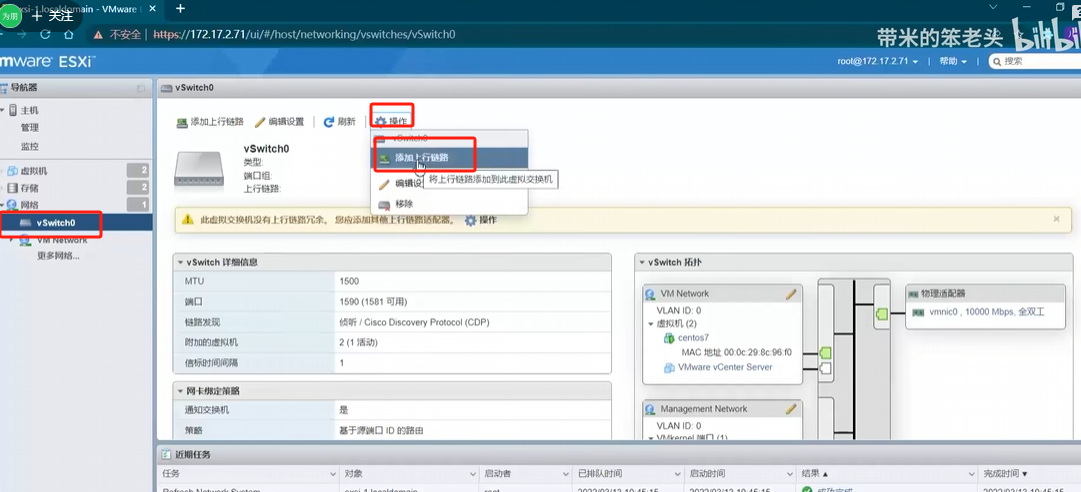 为明
关注
exsi-1.localdomain - VMware
不安全 | https://172.17.2.71/ui/#/host/networking/vswitches/vSwitch0
带米的笨老头 bilibili
mware ESXi™
root@172.17.2.71 | 帮助 | 搜索
导航器
主机
管理
监控
虚拟机 2
存储 2
网络 1
vSwitch0
VM Network
更多网络...
vSwitch0
添加上行链路 编辑设置 | 刷新 | 操作
vSwitch0
添加上行链路
将上行链路添加到此虚拟交换机
编辑设
移除
vSwitch0
类型:
端口组:
上行链路:
此虚拟交换机没有上行链路冗余。您应添加其他上行链路适配器。 操作
vSwitch 详细信息
MTU 1500
端口 1590 (1581 可用)
链路发现 侦听 / Cisco Discovery Protocol (CDP)
附加的虚拟机 2 (1 活动)
信标时间间隔 1
网卡绑定策略
通知交换机 是
策略 基于源端口 ID 的路由
vSwitch 拓扑
VM Network
VLAN ID: 0
虚拟机 (2)
centos7
MAC 地址 00:0c:29:8c:96:f0
VMware vCenter Server
Management Network
VLAN ID: 0
VMkernel 端口 (1)
物理适配器
vmnic0 , 10000 Mbps, 全双工
近期任务
任务 对象 启动者 已排队时间 启动时间 结果 完成时间
Refresh Network System exsi-1.localdomain root 2022/03/13 10:45:15 2022/03/13 10:45:15 成功完成 2022/03/13 10:45:15